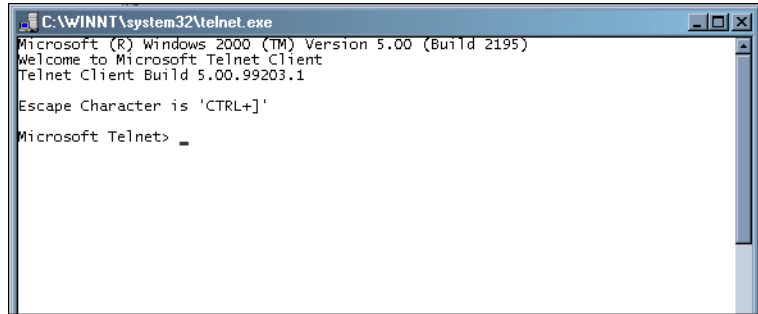 C:\WINNT\system32\telnet.exe
Microsoft (R) Windows 2000 (TM) Version 5.00 (Build 2195)
Welcome to Microsoft Telnet Client
Telnet Client Build 5.00.99203.1
Escape Character is 'CTRL+]'
Microsoft Telnet> _